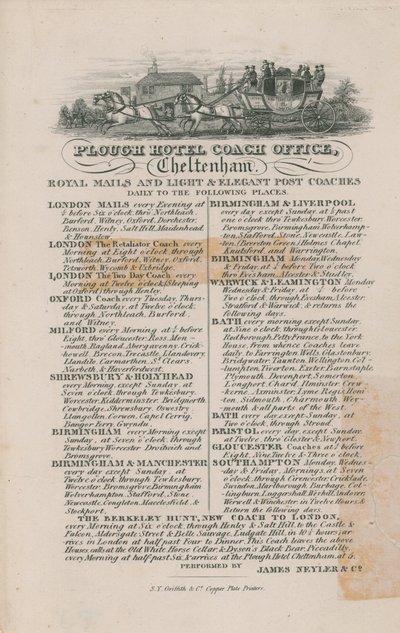 PLOUGH HOTEL COACH OFFICE,
Cheltenham.
ROYAL MAILS AND LIGHT & ELEGANT POST COACHES
DAILY TO THE FOLLOWING PLACES.
LONDON MAILS every Evening at
¼ before Six o'clock, thro' Northleach,
Burford, Witney, Oxford, Dorchester,
Benson, Henly, Salt Hill, Maidenhead
& Hounslow.
LONDON The Retaliator Coach every
Morning at Eight o'clock through
Northleach, Burford, Witney, Oxford,
Tetsworth, Wycomb & Uxbridge.
LONDON The Two Day Coach every
Morning at Twelve o'clock, (Sleeping
at Oxford) through Henley.
OXFORD Coach every Tuesday, Thurs-
day & Saturday, at Twelve o'clock,
through Northleach, Burford,
and Witney.
MILFORD every Morning at ¼ before
Eight, thro' Gloucester, Ross, Mon-
mouth, Ragland, Abergavenny, Crick-
howell, Brecon, Trecastle, Llandovery,
Llandilo, Carmarthen, St. Clears,
Narbeth, & Haverfordwest.
SHREWSBURY & HOLYHEAD
every Morning, except Sunday, at
Seven o'clock through Tewksbury,
Worcester, Kidderminster, Bridgnorth,
Cowbridge, Shrewsbury, Oswestry
Llangollen, Corwen, Capel Cerrig,
Bangor Ferry, Gwynda.
BIRMINGHAM every Morning except
Sunday, at Seven o'clock, through
Tewksbury Worcester Droitwich and
Bromsgrove.
BIRMINGHAM & MANCHESTER
every day except Sunday, at
Twelve o'clock through Tewksbury,
Worcester, Bromsgrove, Birmingham
Wolverhampton, Stafford, Stone
Newcastle, Congleton, Macclesfield, &
Stockport.
BIRMINGHAM & LIVERPOOL
every day except Sunday, at ½ past
one o'clock thro' Tewkesbury, Worcester,
Bromsgrove, Birmingham, Wolverhamp-
ton, Stafford, Stone, Newcastle, Law-
ton, (Brereton Green,) Holmes Chapel,
Knutsford and Warrington.
BIRMINGHAM Monday, Wednesday
& Friday, at ¼ before Two o'clock
thro' Evesham, Alcester & Studley.
WARWICK & LEAMINGTON Monday
Wednesday & Friday, at ¼ before
Two o'clock, through Evesham, Alcester,
Stratford & Warwick, & returns the
following days.
BATH every morning except Sunday,
at Nine o'clock, through Gloucester,
Rodborough, Petty France, to the York
House, From whence Coaches leave
daily to Warrington, Wells, Glastonbury,
Bridgwater, Taunton, Wellington, Col-
lumpton, Tiverton, Exeter, Barnstaple,
Plymouth, Devonport, Somerton,
Longport, Chard, Ilminster, Crew-
kerne, Axminster, Lyme Regis, Honi-
ton, Sidmouth, Charmouth, Wey-
mouth & all parts of the West.
BATH every day except Sunday, at
Two o'clock, through Stroud.
BRISTOL every day, except Sunday,
at Twelve, thro' Gloster & Newport.
GLOUCESTER Coaches at ¼ before
Eight, Nine, Twelve & Three o'clock.
SOUTHAMPTON Monday, Wednes-
day & Friday, Mornings, at Seven
o'clock, through Cirencester, Cricklade,
Swindon, Marlborough, Burbage, Col-
-lingburn, Luggarshall, Weyhill, Andover,
Werwell & Winchester, in Twelve Hours, &
Return the following days.
THE BERKELEY HUNT, NEW COACH TO LONDON,
every Morning at Six o'clock, through Henly & Salt Hill, to the Castle &
Falcon, Aldersgate Street & Belle Sauvage, Ludgate Hill, in 10½ hours; ar
rives in London at half past Four to Dinner. This Coach leaves the above
Houses, calls at the Old White Horse Cellar & Dyson's Black Bear, Piccadilly,
every Morning at half past Six, & arrives at the Plough Hotel Cheltenham, at 5.
PERFORMED BY
JAMES NEYLER & Co.
S.Y. Griffith & Co. Copper Plate Printers.